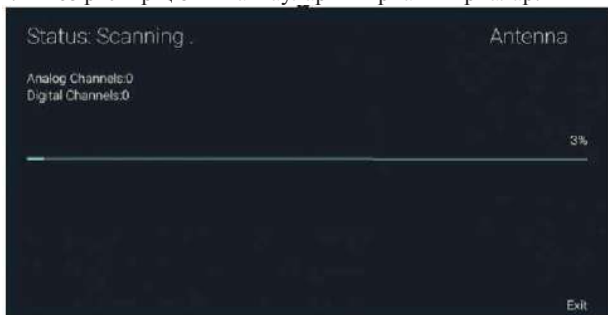 Status: Scanning .
Antenna
Analog Channels:0
Digital Channels:0
3%
Exit